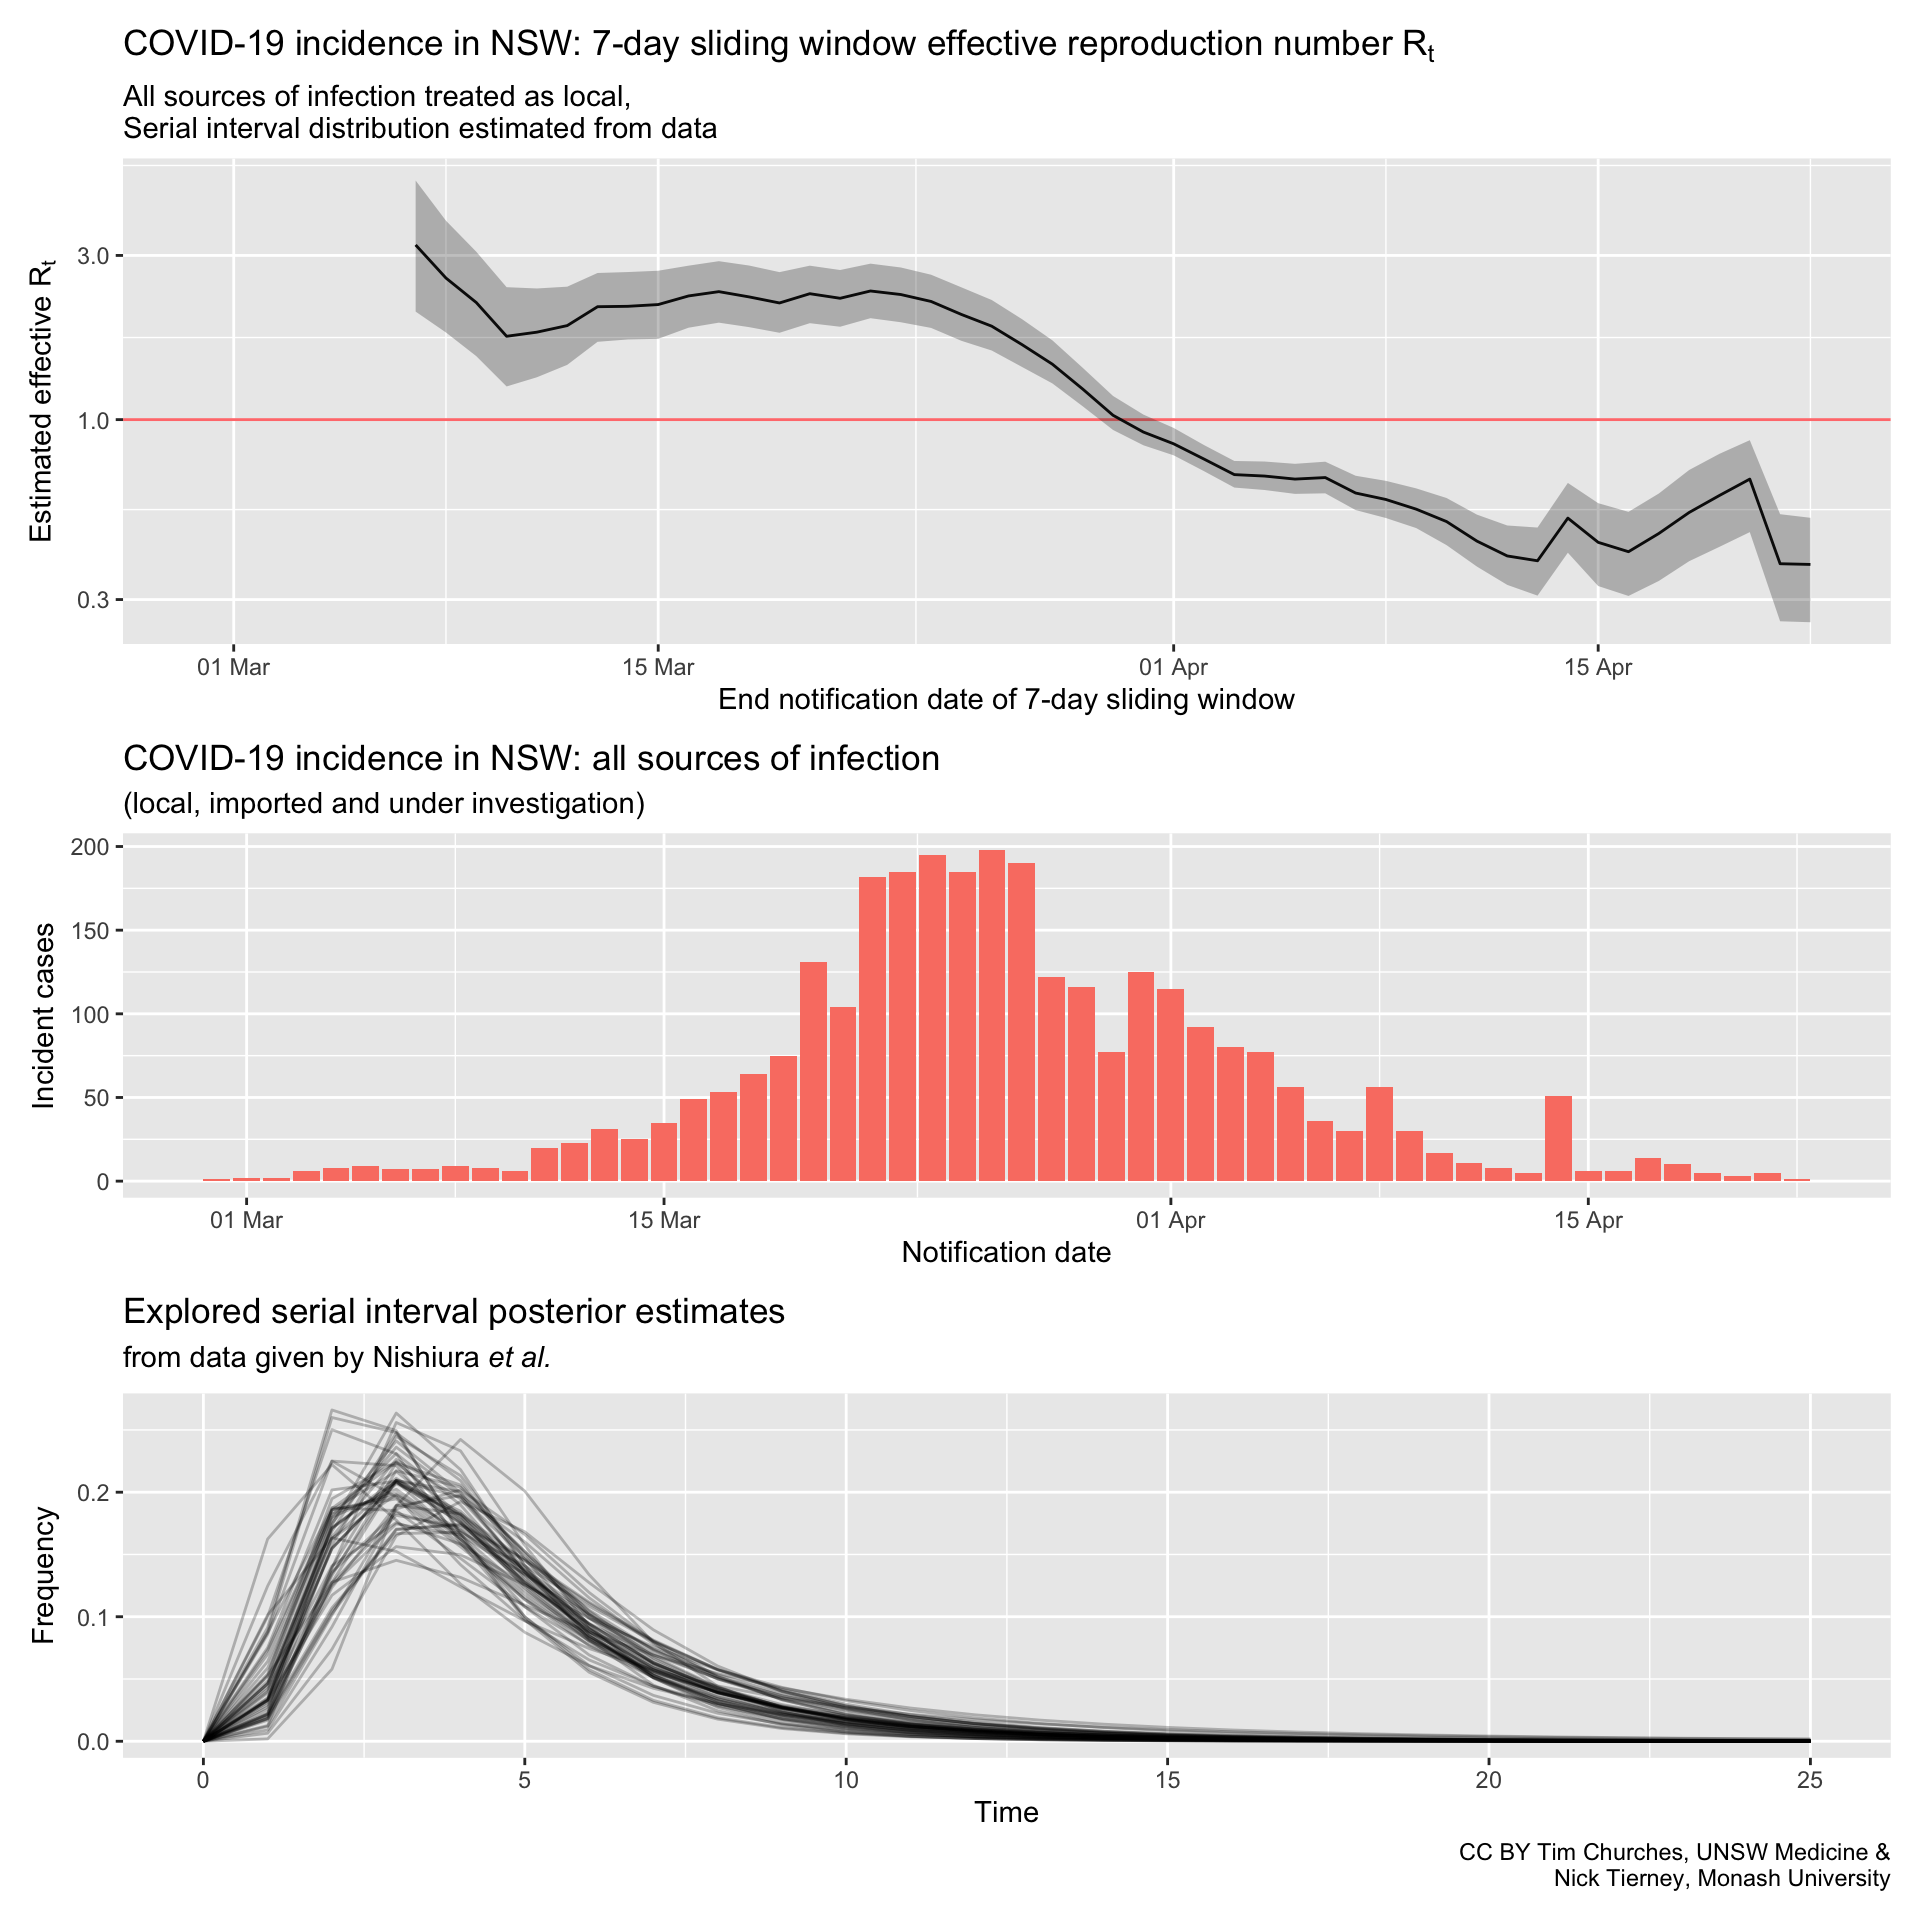 COVID-19 incidence in NSW: 7-day sliding window effective reproduction number Rt
All sources of infection treated as local,
Serial interval distribution estimated from data
Estimated effective Rt
3.0
1.0
0.3
01 Mar
15 Mar
01 Apr
15 Apr
End notification date of 7-day sliding window
COVID-19 incidence in NSW: all sources of infection
(local, imported and under investigation)
Incident cases
200
150
100
50
0
01 Mar
15 Mar
01 Apr
15 Apr
Notification date
Explored serial interval posterior estimates
from data given by Nishiura et al.
Frequency
0.2
0.1
0.0
0
5
10
15
20
25
Time
CC BY Tim Churches, UNSW Medicine &
Nick Tierney, Monash University